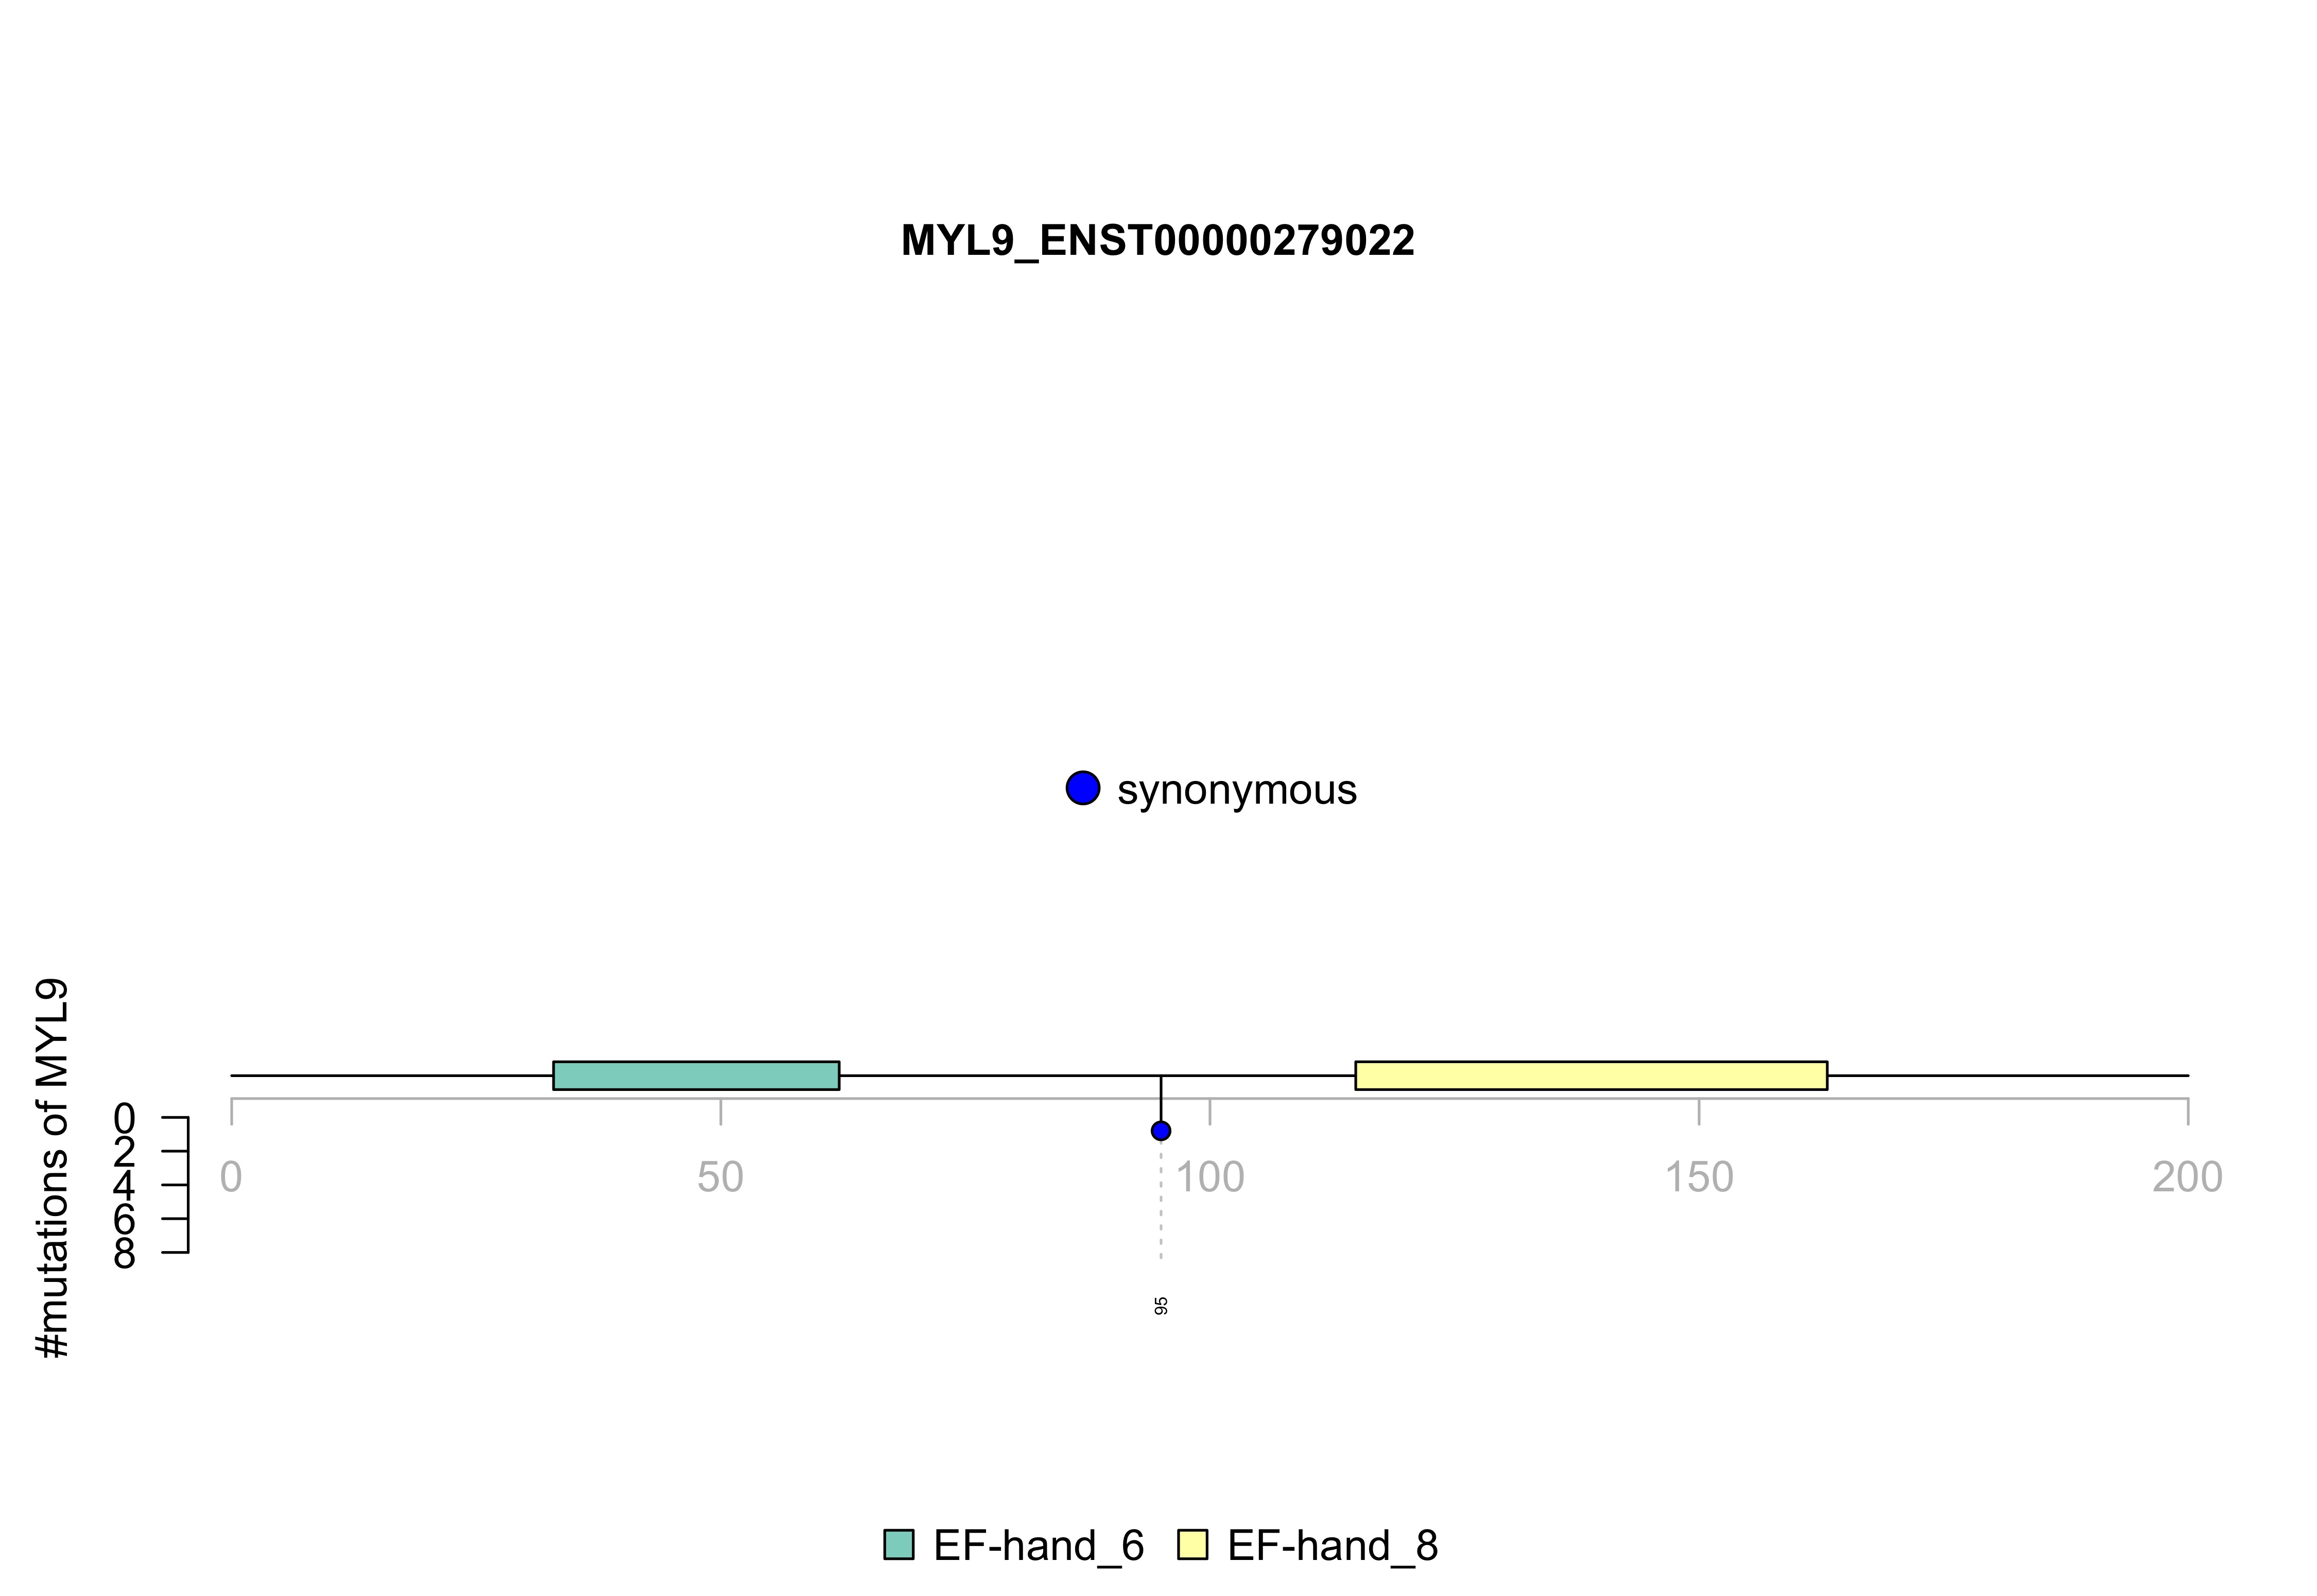 MYL9_ENST00000279022
synonymous
#mutations of MYL9
0
2
4
6
8
0 50 100 150 200
95
EF-hand_6 EF-hand_8